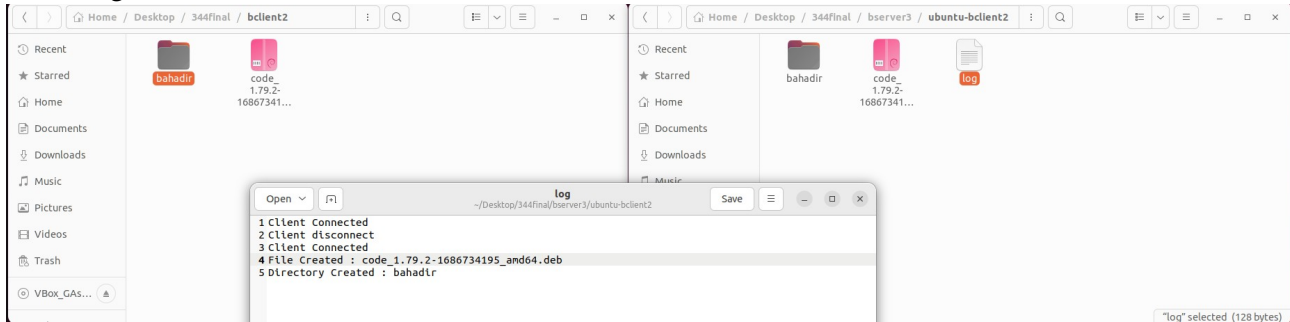 Home / Desktop / 344final / bclient2
Recent
Starred
Home
Documents
Downloads
Music
Pictures
Videos
Trash
VBox_GAs...
bahadir
code_
1.79.2-
16867341...
Home / Desktop / 344final / bserver3 / ubuntu-bclient2
Recent
Starred
Home
Documents
Downloads
Music
bahadir
code_
1.79.2-
16867341...
log
"log" selected (128 bytes)
Open
log
~/Desktop/344final/bserver3/ubuntu-bclient2
Save
1 Client Connected
2 Client disconnect
3 Client Connected
4 File Created : code_1.79.2-1686734195_amd64.deb
5 Directory Created : bahadir